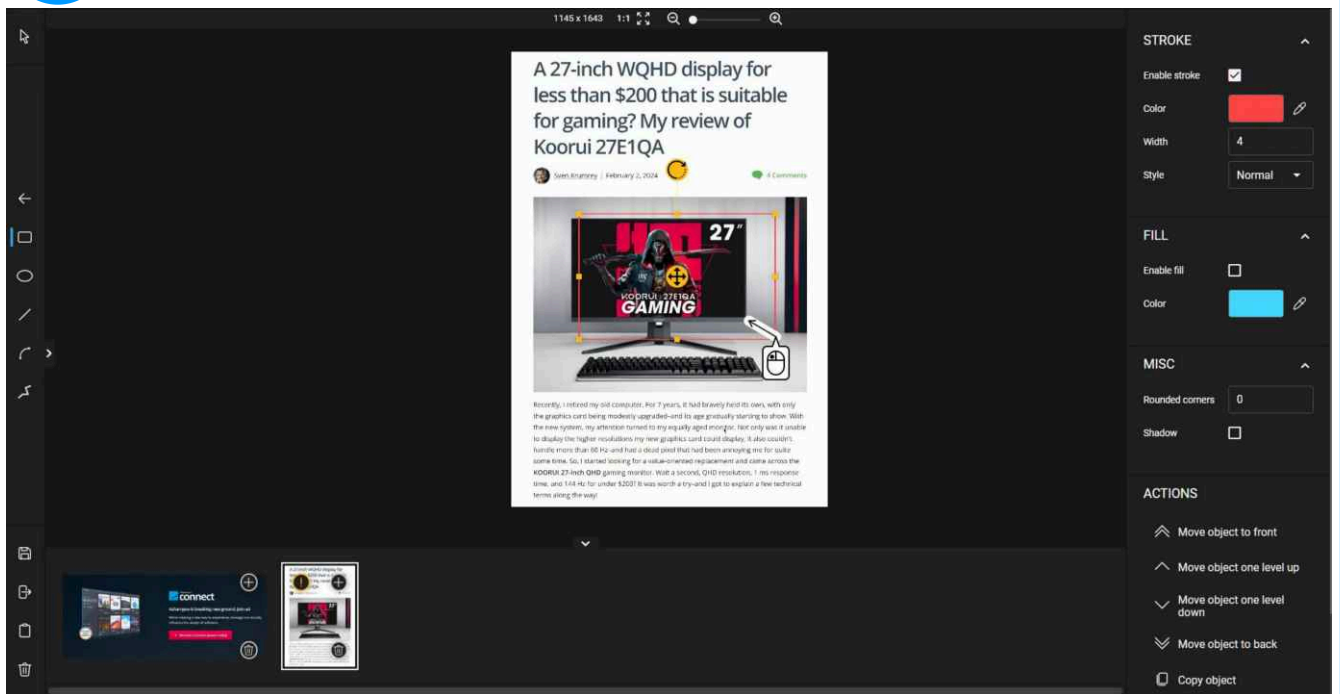 1145 x 1643 1:1
A 27-inch WQHD display for
less than $200 that is suitable
for gaming? My review of
Koorui 27E1QA
Sven Krumrey | February 2, 2024
4 Comments
27"
KOORUI 27E1QA
GAMING
Recently, I retired my old computer. For 7 years, it had bravely held its own, with only
the graphics card being modestly upgraded–and its age gradually starting to show. With
the new system, my attention turned to my equally aged monitor. Not only was it unable
to display the higher resolutions my new graphics card could display, it also couldn't
handle more than 60 Hz–and had a dead pixel that had been annoying me for quite
some time. So, I started looking for a value-oriented replacement and came across the
KOORUI 27-inch QHD gaming monitor. Wait a second, QHD resolution, 1 ms response
time, and 144 Hz for under $200? It was worth a try–and I got to explain a few technical
terms along the way!
connect
STROKE
Enable stroke
Color
Width 4
Style Normal
FILL
Enable fill
Color
MISC
Rounded corners 0
Shadow
ACTIONS
Move object to front
Move object one level up
Move object one level
down
Move object to back
Copy object